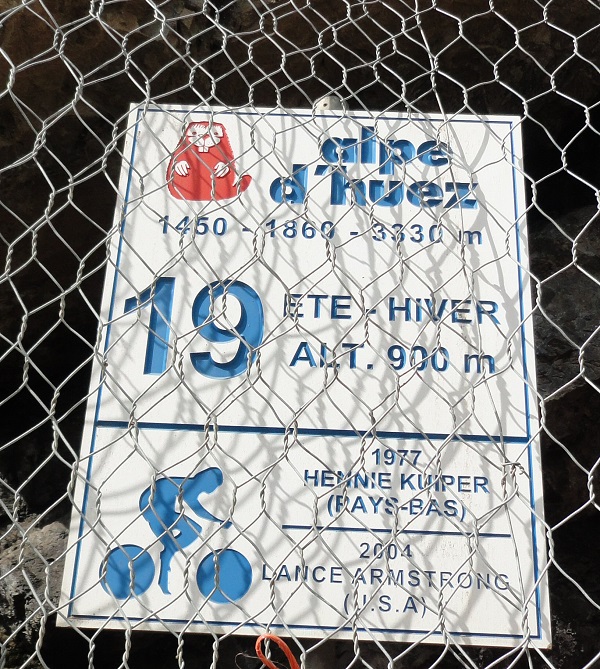 alpe
d'huez
1450 - 1860 - 3330 m
19
ETE - HIVER
ALT. 900 m
1977
HENNIE KUIPER
(PAYS-BAS)
2004
LANCE ARMSTRONG
(U.S.A)